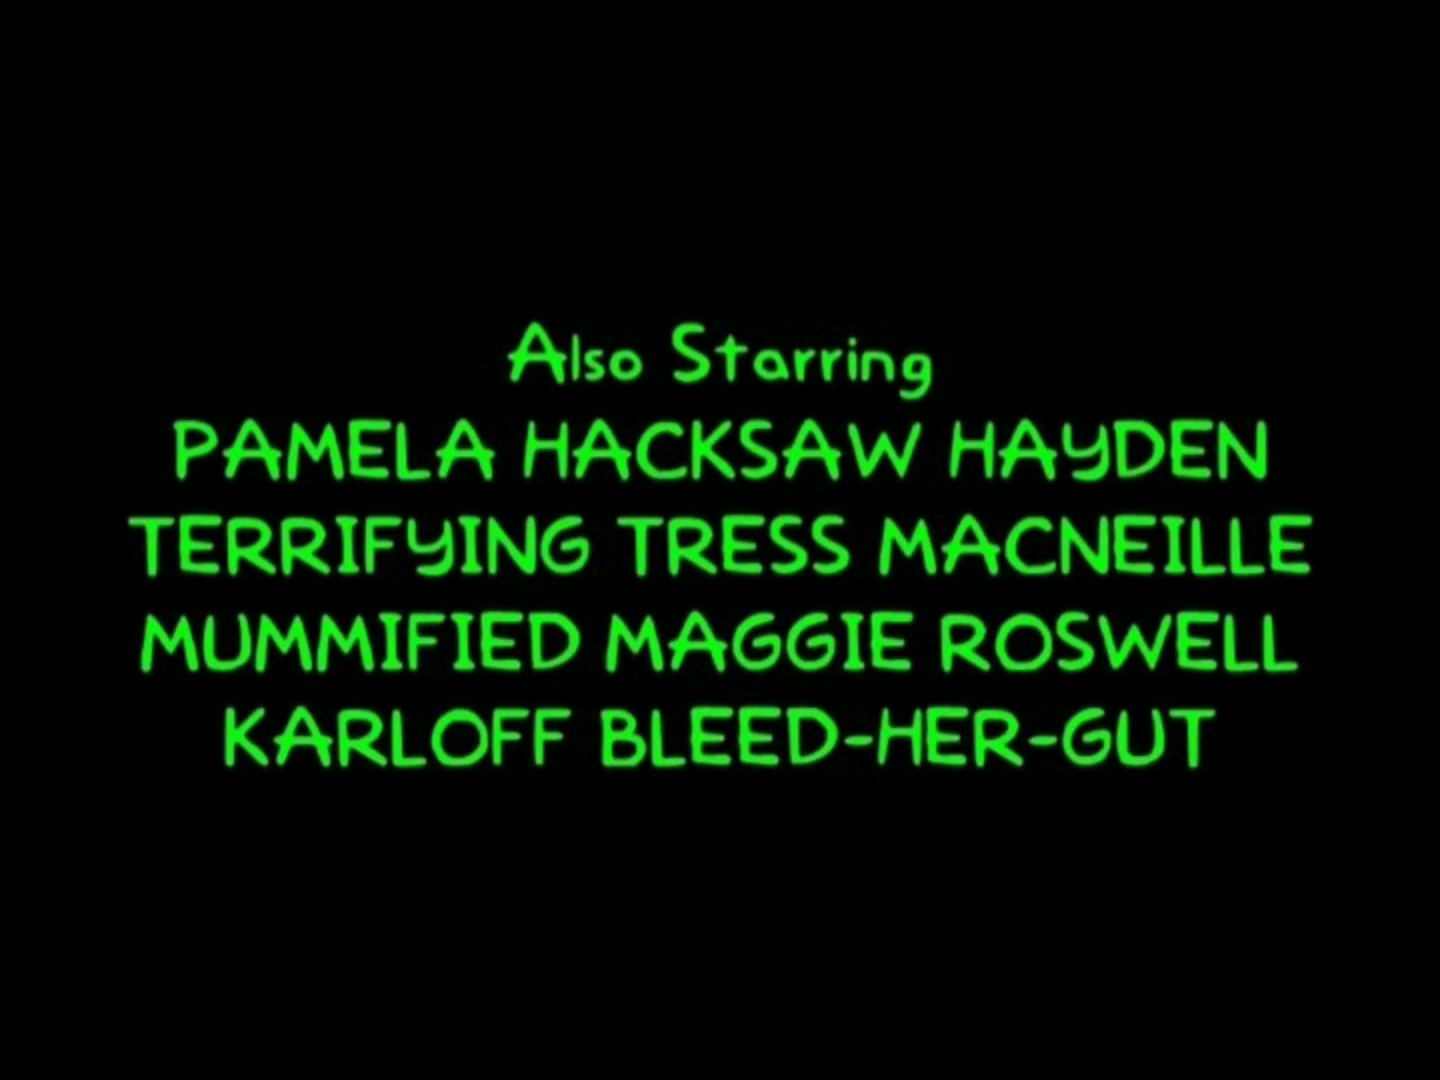 Also Starring
PAMELA HACKSAW HAYDEN
TERRIFYING TRESS MACNEILLE
MUMMIFIED MAGGIE ROSWELL
KARLOFF BLEED-HER-GUT